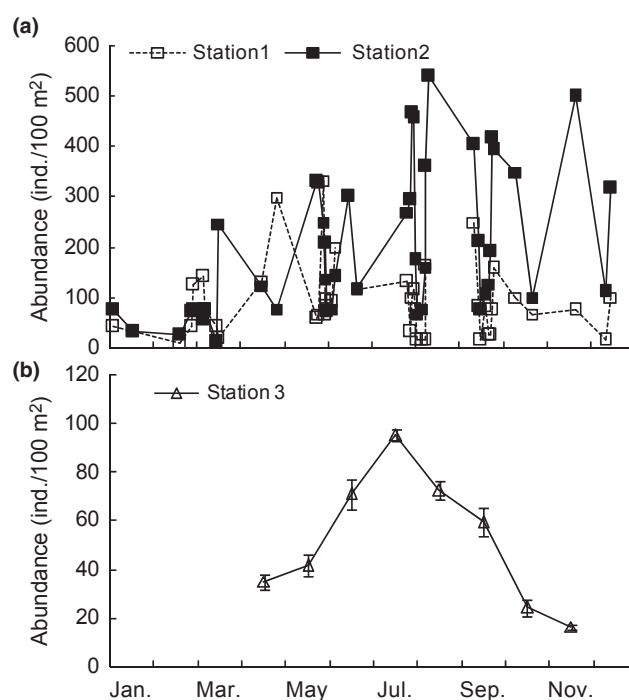 (a)
600
Station1 Station2
500
400
300
200
100
0
Abundance (ind./100 m²)
(b)
120
Station 3
100
80
60
40
20
0
Abundance (ind./100 m²)
Jan. Mar. May Jul. Sep. Nov.